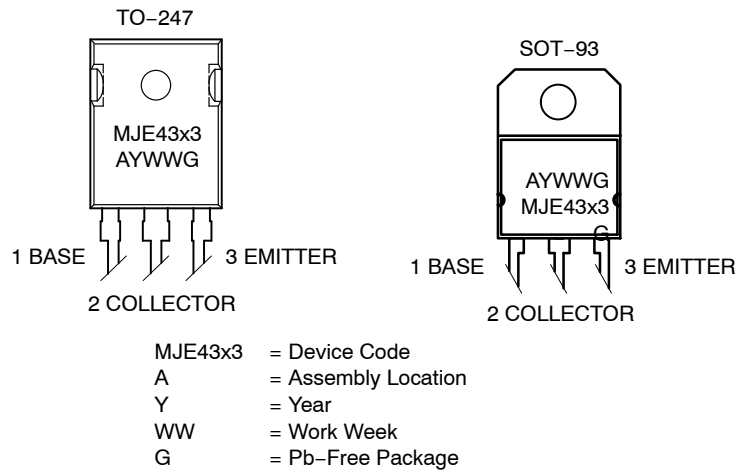 TO−247
MJE43x3
AYWWG
1 BASE
3 EMITTER
2 COLLECTOR
SOT−93
AYWWG
MJE43x3
G
1 BASE
3 EMITTER
2 COLLECTOR
MJE43x3 = Device Code
A = Assembly Location
Y = Year
WW = Work Week
G = Pb−Free Package